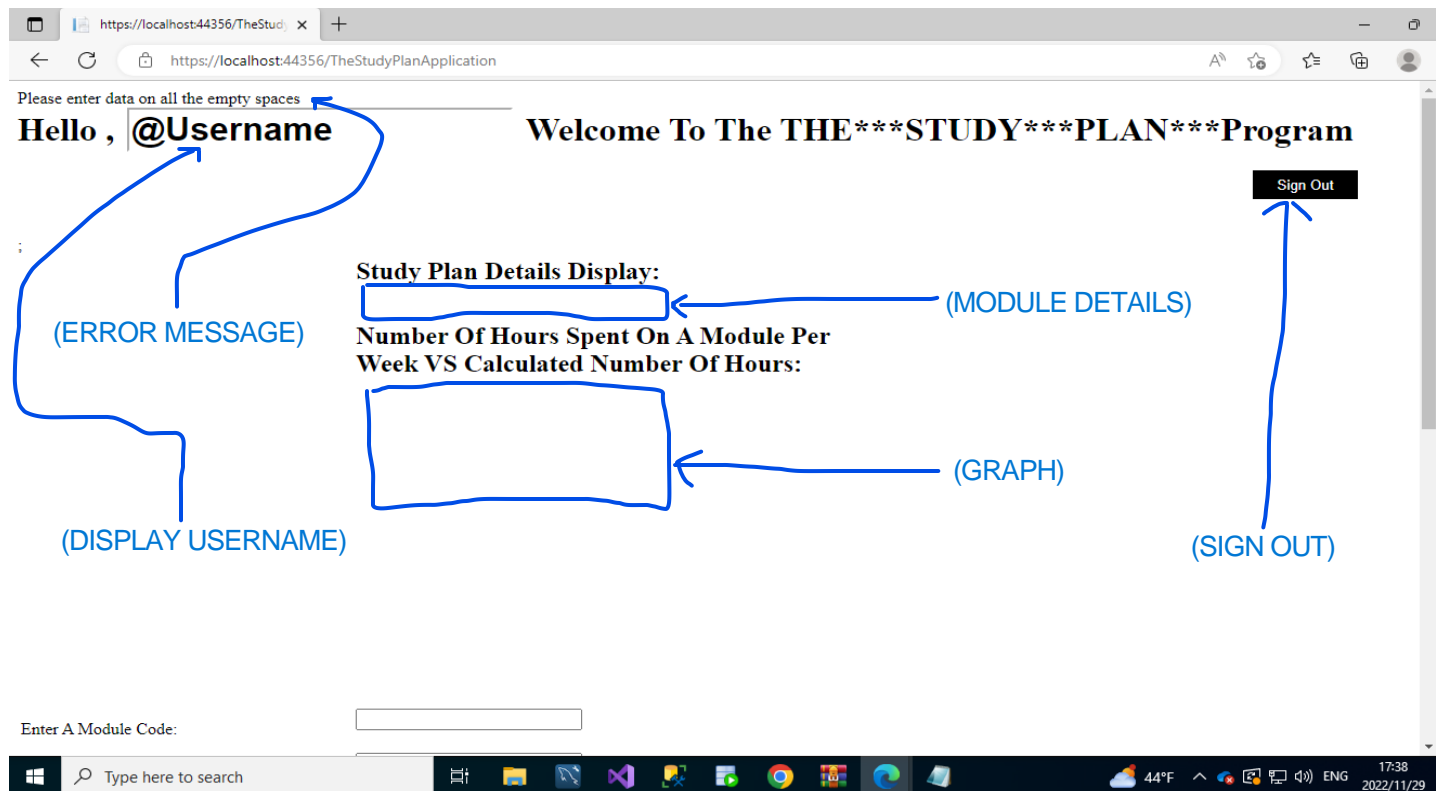 https://localhost:44356/TheStud
https://localhost:44356/TheStudyPlanApplication
Please enter data on all the empty spaces
Hello , @Username Welcome To The THE***STUDY***PLAN***Program
Sign Out
;
Study Plan Details Display:
(MODULE DETAILS)
(ERROR MESSAGE)
Number Of Hours Spent On A Module Per
Week VS Calculated Number Of Hours:
(GRAPH)
(DISPLAY USERNAME)
(SIGN OUT)
Enter A Module Code:
Type here to search
44°F
ENG
17:38
2022/11/29